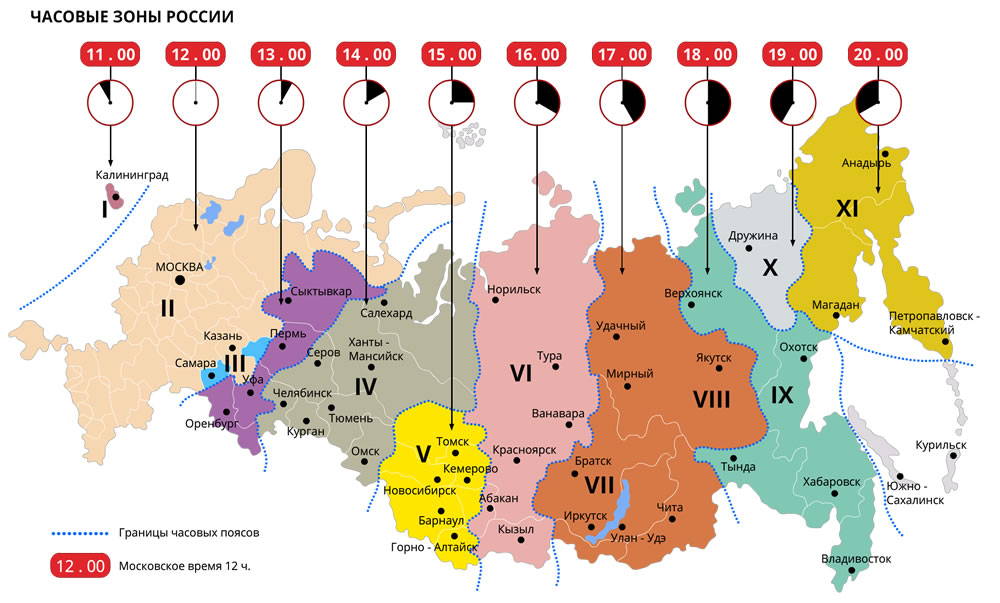 ЧАСОВЫЕ ЗОНЫ РОССИИ
11.00 12.00 13.00 14.00 15.00 16.00 17.00 18.00 19.00 20.00
Калининград
I
Анадырь
XI
Дружина
X
МОСКВА
II
Сыктывкар
Салехард
Норильск
Верхоянск
Магадан
Петропавловск -
Камчатский
Казань
Пермь
Серов
Ханты -
Мансийск
Удачный
Охотск
Самара
III
Уфа
Тура
Якутск
IV
VI
Мирный
VIII
IX
Челябинск
Оренбург
Курган
Тюмень
Ванавара
Омск
V
Томск
Красноярск
Братск
Тында
Курильск
Кемерово
Новосибирск
VII
Хабаровск
Южно -
Сахалинск
Абакан
Барнаул
Иркутск
Чита
Кызыл
Улан - Удэ
Горно - Алтайск
Владивосток
Границы часовых поясов
12.00 Московское время 12 ч.